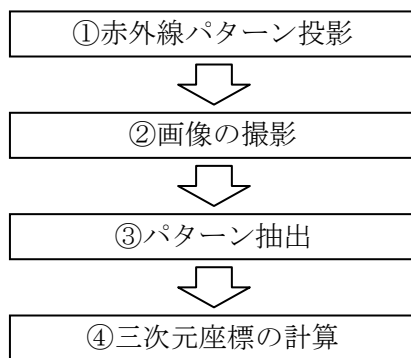 ①赤外線パターン投影
②画像の撮影
③パターン抽出
④三次元座標の計算